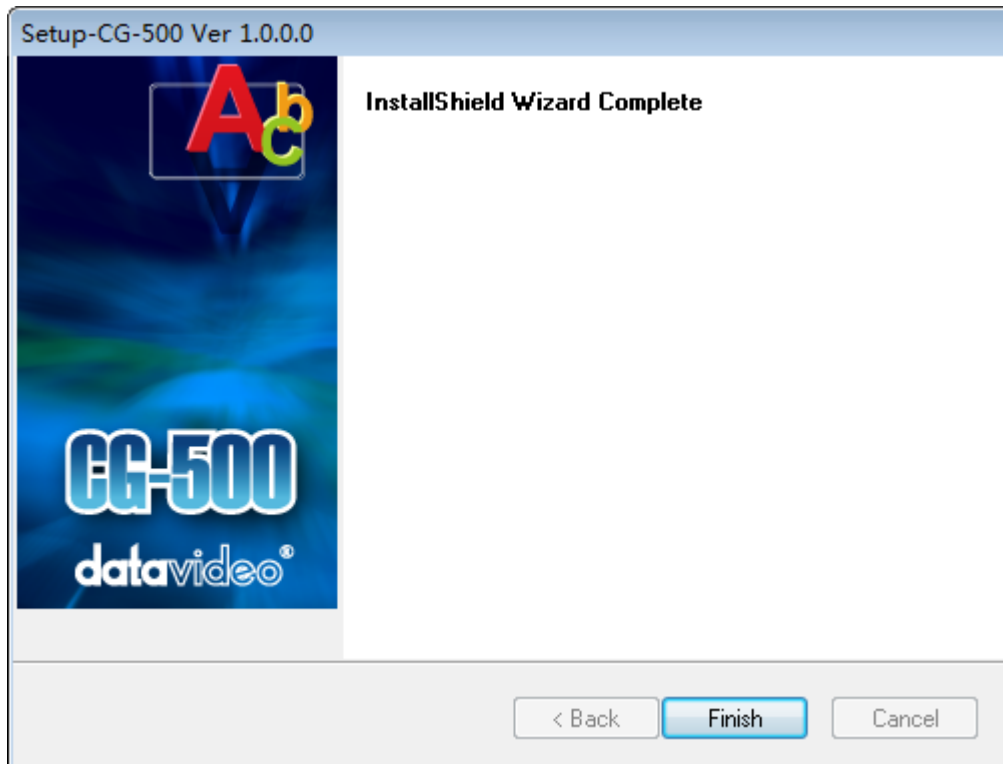 Setup-CG-500 Ver 1.0.0.0
Abc
InstallShield Wizard Complete
CG-500
datavideo®
< Back Finish Cancel